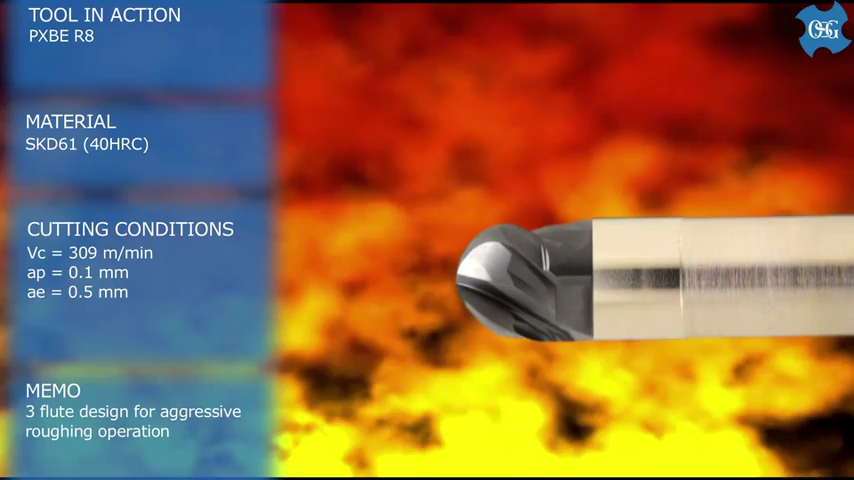 TOOL IN ACTION
PXBE R8
OSG
MATERIAL
SKD61 (40HRC)
CUTTING CONDITIONS
Vc = 309 m/min
ap = 0.1 mm
ae = 0.5 mm
MEMO
3 flute design for aggressive
roughing operation